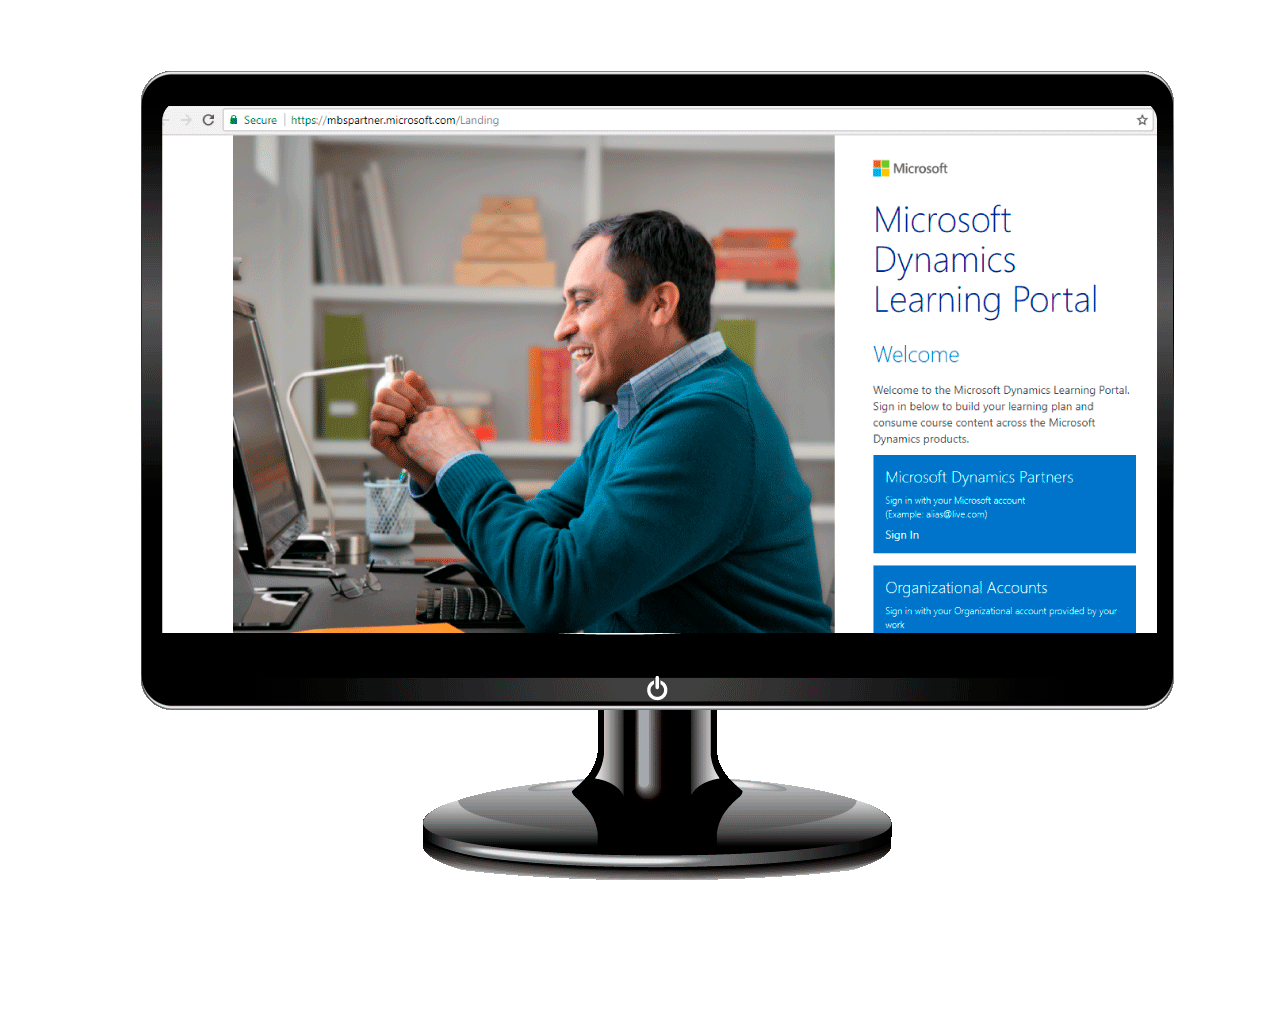 Secure https://mbspartner.microsoft.com/Landing
Microsoft
Microsoft
Dynamics
Learning Portal
Welcome
Welcome to the Microsoft Dynamics Learning Portal.
Sign in below to build your learning plan and
consume course content across the Microsoft
Dynamics products.
Microsoft Dynamics Partners
Sign in with your Microsoft account
(Example: alias@live.com)
Sign In
Organizational Accounts
Sign in with your Organizational account provided by your
work